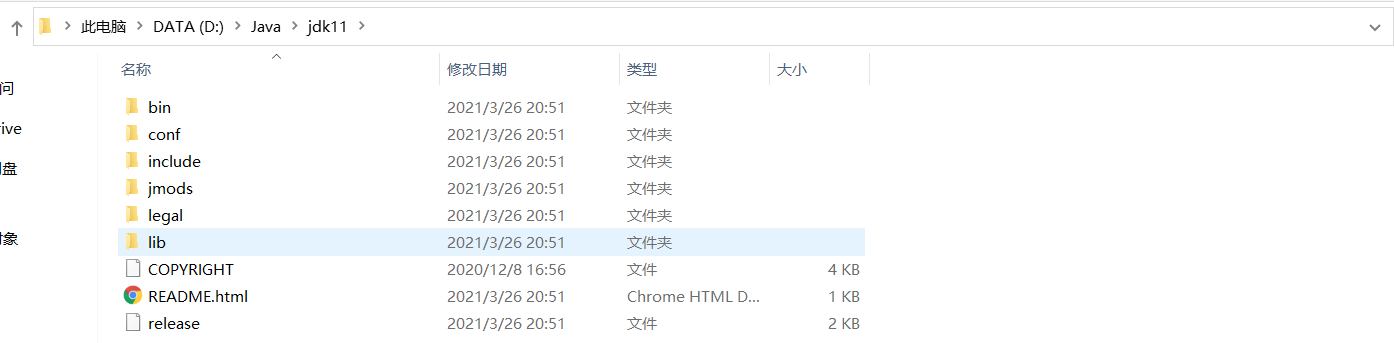 此电脑 DATA (D:) Java jdk11
名称 修改日期 类型 大小
问
rive
盘
对象
bin 2021/3/26 20:51 文件夹
conf 2021/3/26 20:51 文件夹
include 2021/3/26 20:51 文件夹
jmods 2021/3/26 20:51 文件夹
legal 2021/3/26 20:51 文件夹
lib 2021/3/26 20:51 文件夹
COPYRIGHT 2020/12/8 16:56 文件 4 KB
README.html 2021/3/26 20:51 Chrome HTML D... 1 KB
release 2021/3/26 20:51 文件 2 KB